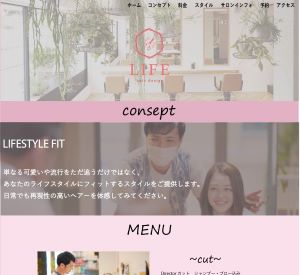 ホーム コンセプト 料金 スタイル サロンインフォ 予約 アクセス
LIFE
hair design
consept
LIFESTYLE FIT
単なる可愛いや流行をただ追うだけではなく、
あなたのライフスタイルにフィットするスタイルをご提供します。
日常でも再現性の高いヘアーを体感してみてください。
MENU
~cut~
Director カット シャンプー・ブロー込み